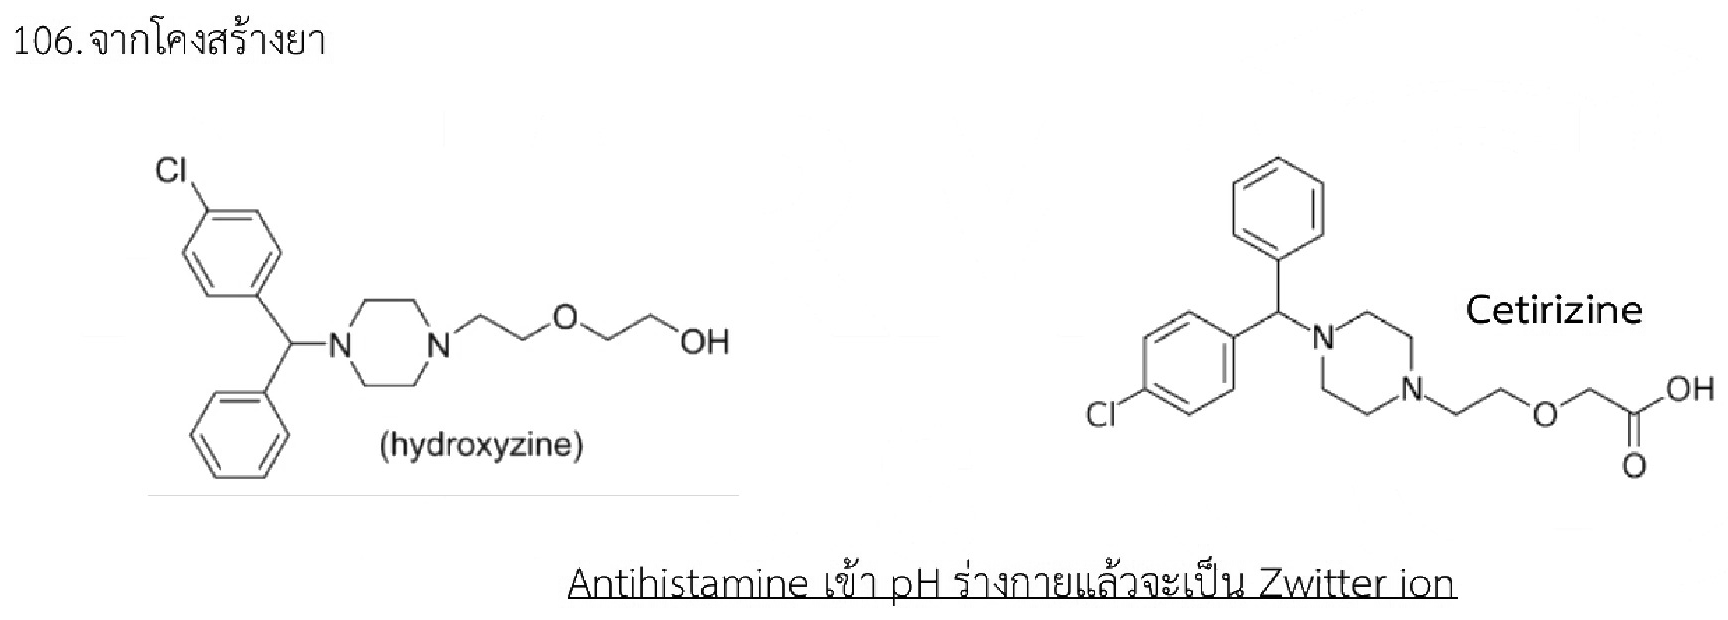 106. จากโคงสร้างยา
Cl
N
N
O
OH
(hydroxyzine)
Cetirizine
Cl
N
N
O
OH
O
Antihistamine เข้า pH ร่างกายแล้วจะเป็น Zwitter ion